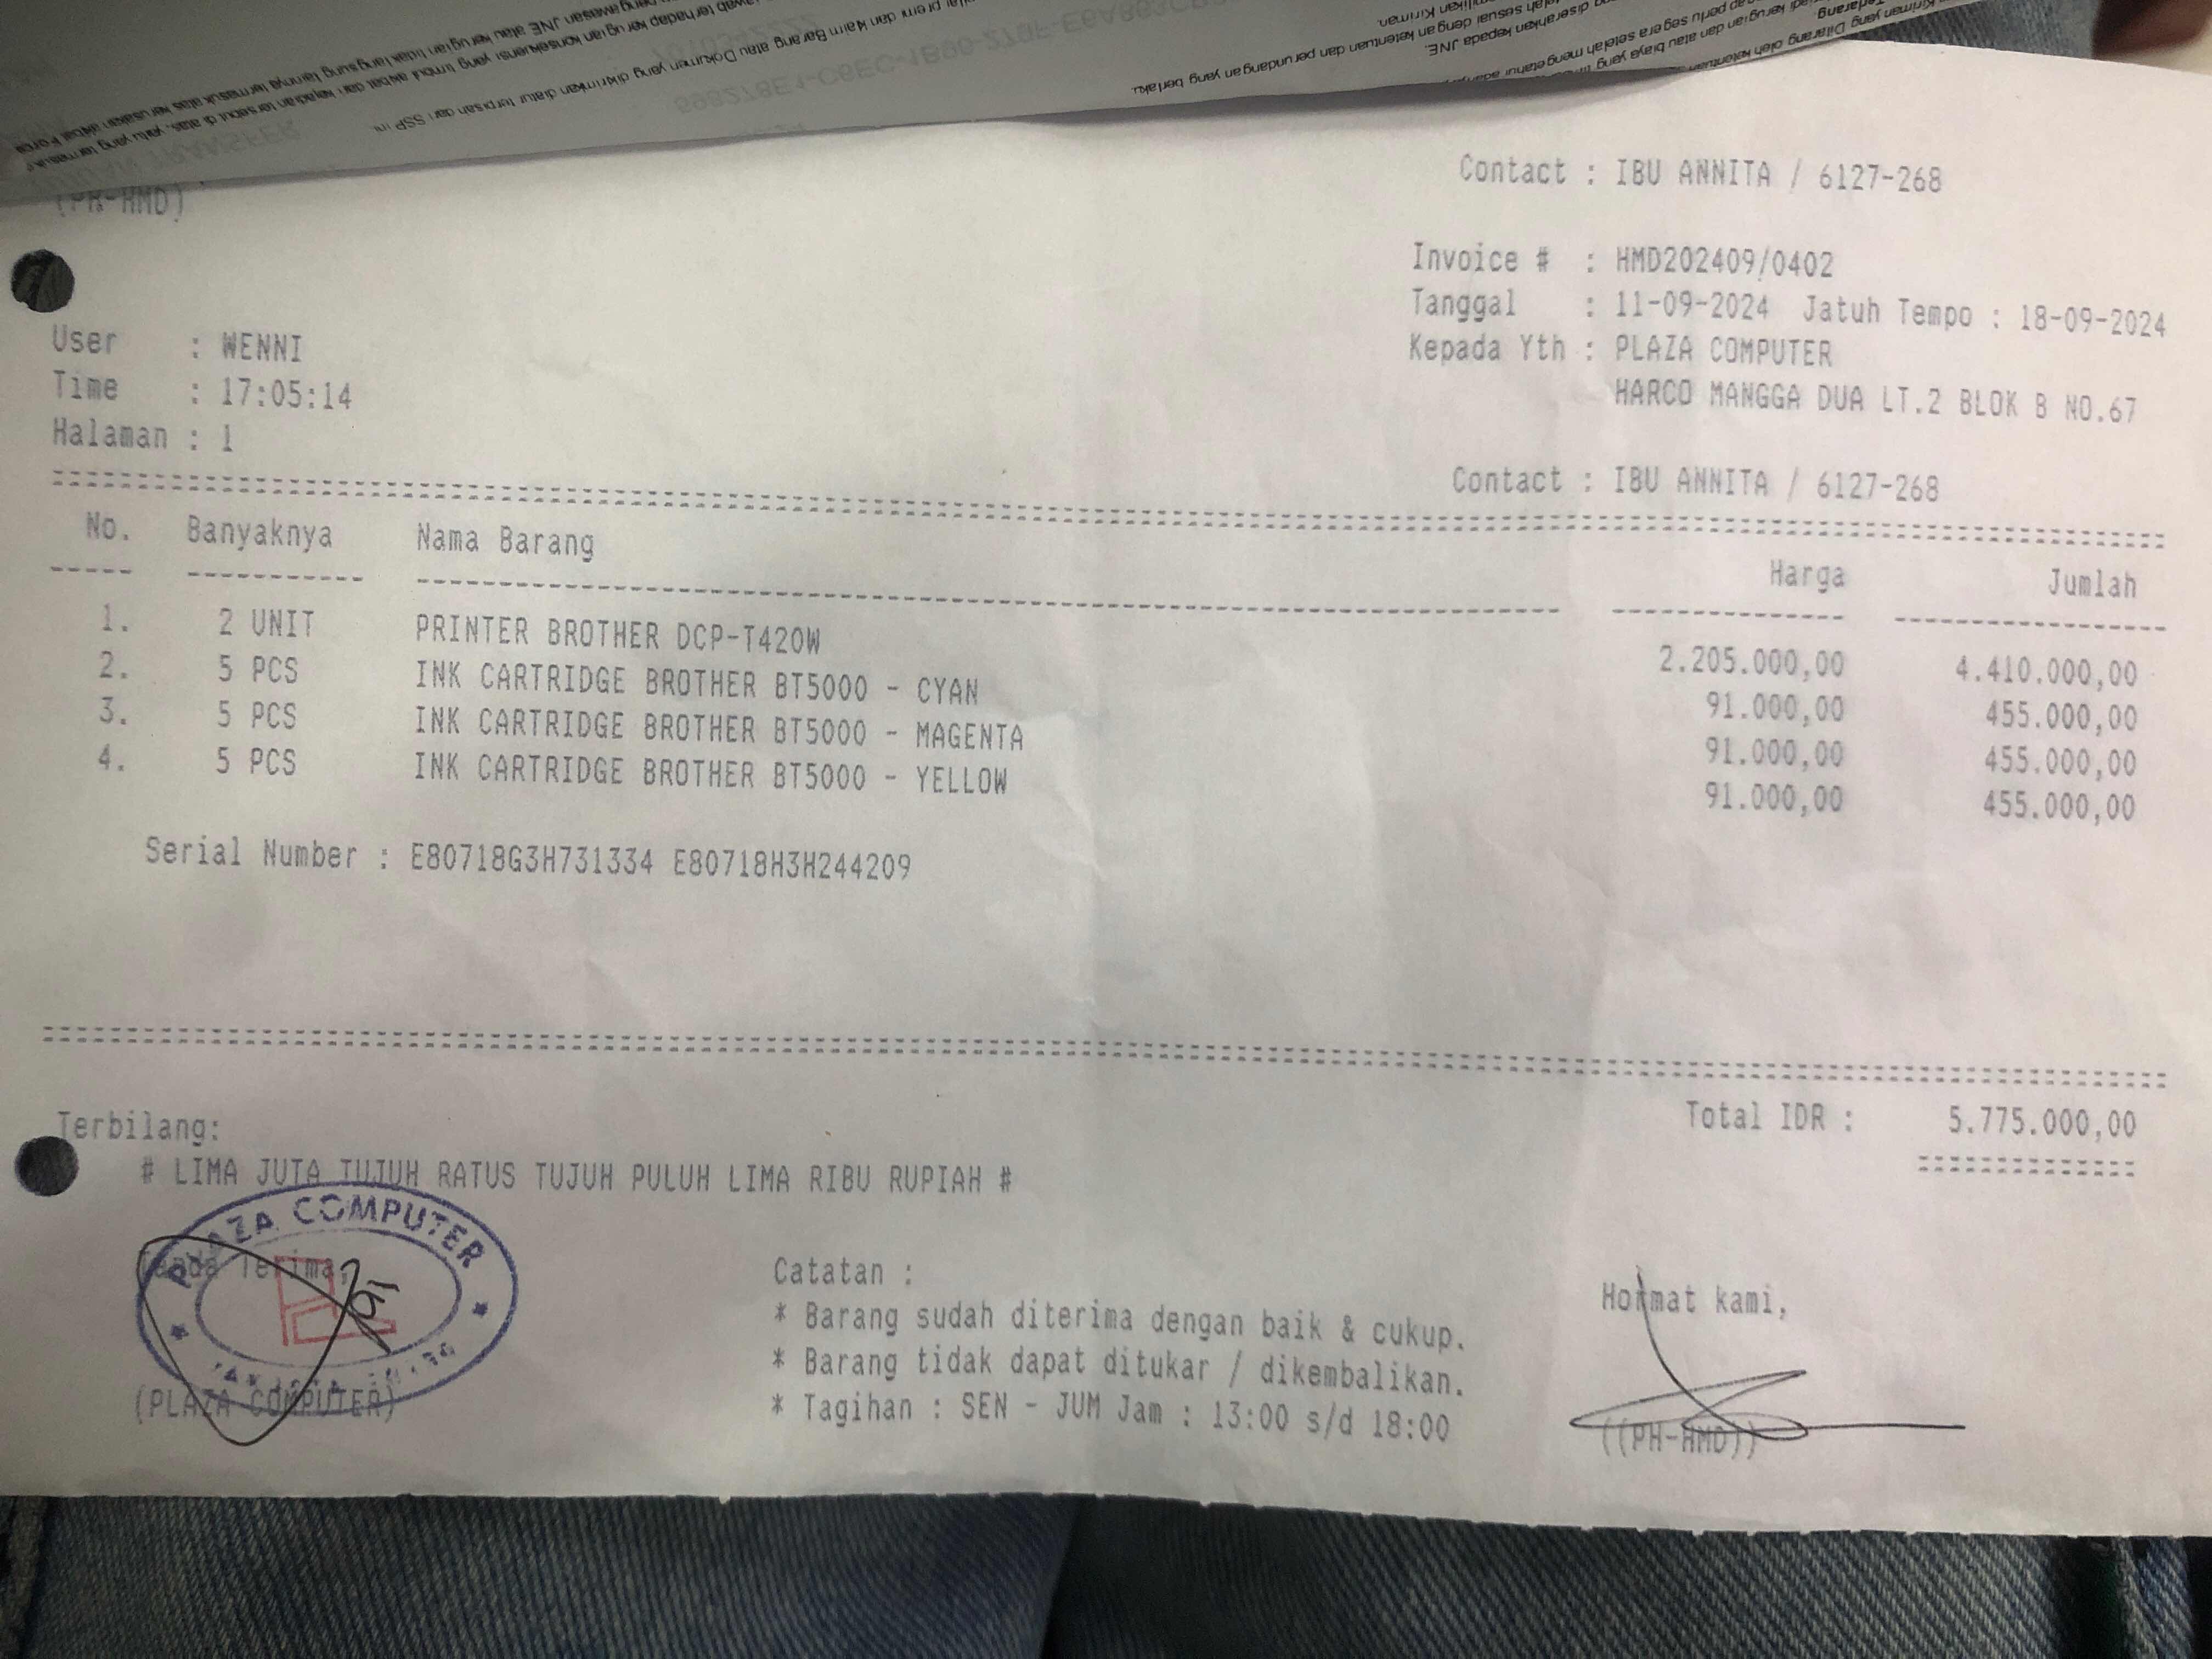 (PH-HMD)
Contact : IBU ANNITA / 6127-268
Invoice # : HMD202409/0402
Tanggal : 11-09-2024 Jatuh Tempo : 18-09-2024
Kepada Yth : PLAZA COMPUTER
HARCO MANGGA DUA LT.2 BLOK B NO.67
User : WENNI
Time : 17:05:14
Halaman : 1
Contact : IBU ANNITA / 6127-268
No. Banyaknya Nama Barang Harga Jumlah
1. 2 UNIT PRINTER BROTHER DCP-T420W 2.205.000,00 4.410.000,00
2. 5 PCS INK CARTRIDGE BROTHER BT5000 - CYAN 91.000,00 455.000,00
3. 5 PCS INK CARTRIDGE BROTHER BT5000 - MAGENTA 91.000,00 455.000,00
4. 5 PCS INK CARTRIDGE BROTHER BT5000 - YELLOW 91.000,00 455.000,00
Serial Number : E80718G3H731334 E80718H3H244209
Total IDR : 5.775.000,00
Terbilang:
# LIMA JUTA TUJUH RATUS TUJUH PULUH LIMA RIBU RUPIAH #
PLAZA COMPUTER
Tanda Terima,
(PLAZA COMPUTER)
Catatan :
* Barang sudah diterima dengan baik & cukup.
* Barang tidak dapat ditukar / dikembalikan.
* Tagihan : SEN - JUM Jam : 13:00 s/d 18:00
Hormat kami,
((PH-HMD))